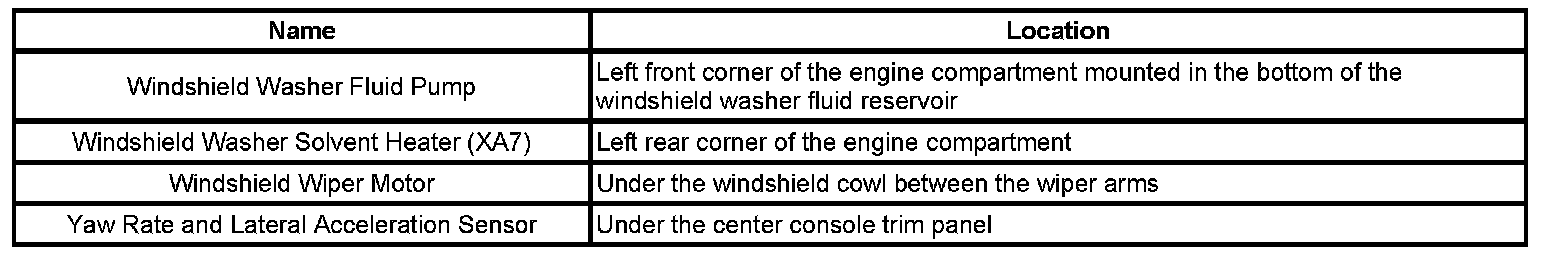 Name
Location
Windshield Washer Fluid Pump
Left front corner of the engine compartment mounted in the bottom of the
windshield washer fluid reservoir
Windshield Washer Solvent Heater (XA7)
Left rear corner of the engine compartment
Windshield Wiper Motor
Under the windshield cowl between the wiper arms
Yaw Rate and Lateral Acceleration Sensor
Under the center console trim panel